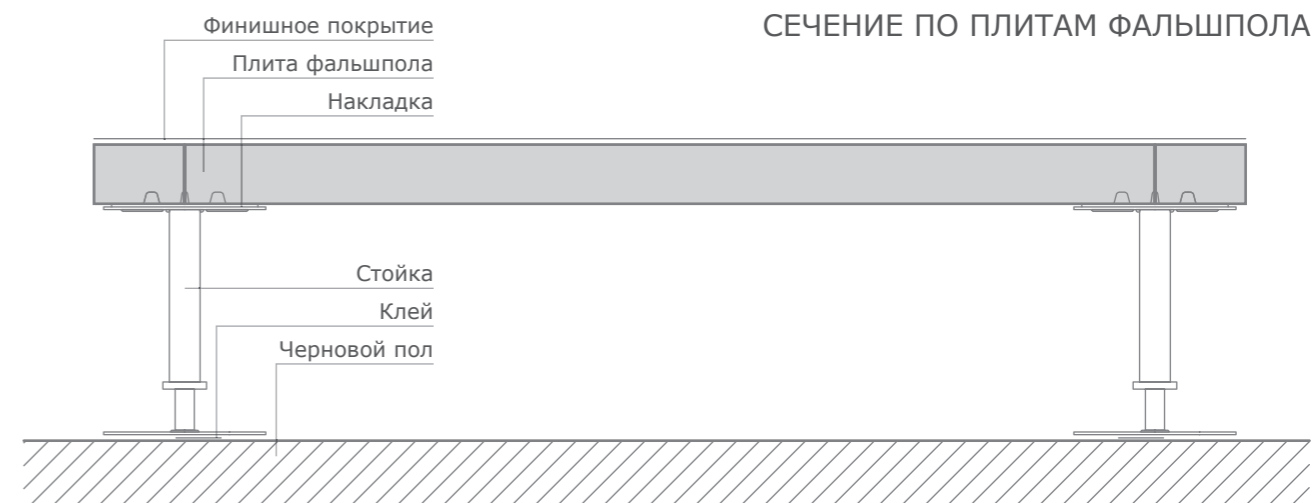 СЕЧЕНИЕ ПО ПЛИТАМ ФАЛЬШПОЛА
Финишное покрытие
Плита фальшпола
Накладка
Стойка
Клей
Черновой пол